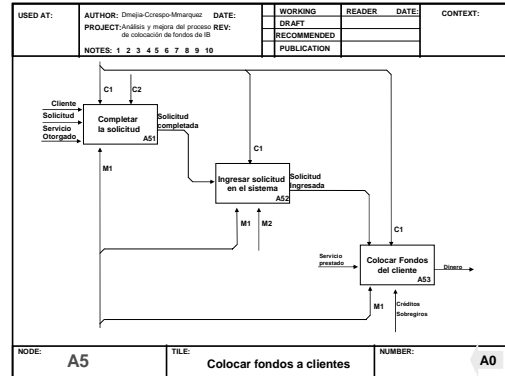 USED AT:
AUTHOR: Dmejia-Ccrespo-Mmarquez DATE:
PROJECT: Análisis y mejora del proceso REV:
de colocación de fondos de IB
NOTES: 1 2 3 4 5 6 7 8 9 10
WORKING
DRAFT
RECOMMENDED
PUBLICATION
READER DATE:
CONTEXT:
C1 C2
Cliente
Solicitud
Servicio
Otorgado
Completar
la solicitud
A51
Solicitud
completada
M1
C1
Ingresar solicitud
en el sistema
A52
Solicitud
Ingresada
M1 M2
C1
Servicio
prestado
Colocar Fondos
del cliente
A53
Dinero
M1
Créditos
Sobregiros
NODE:
A5
TILE:
Colocar fondos a clientes
NUMBER:
A0